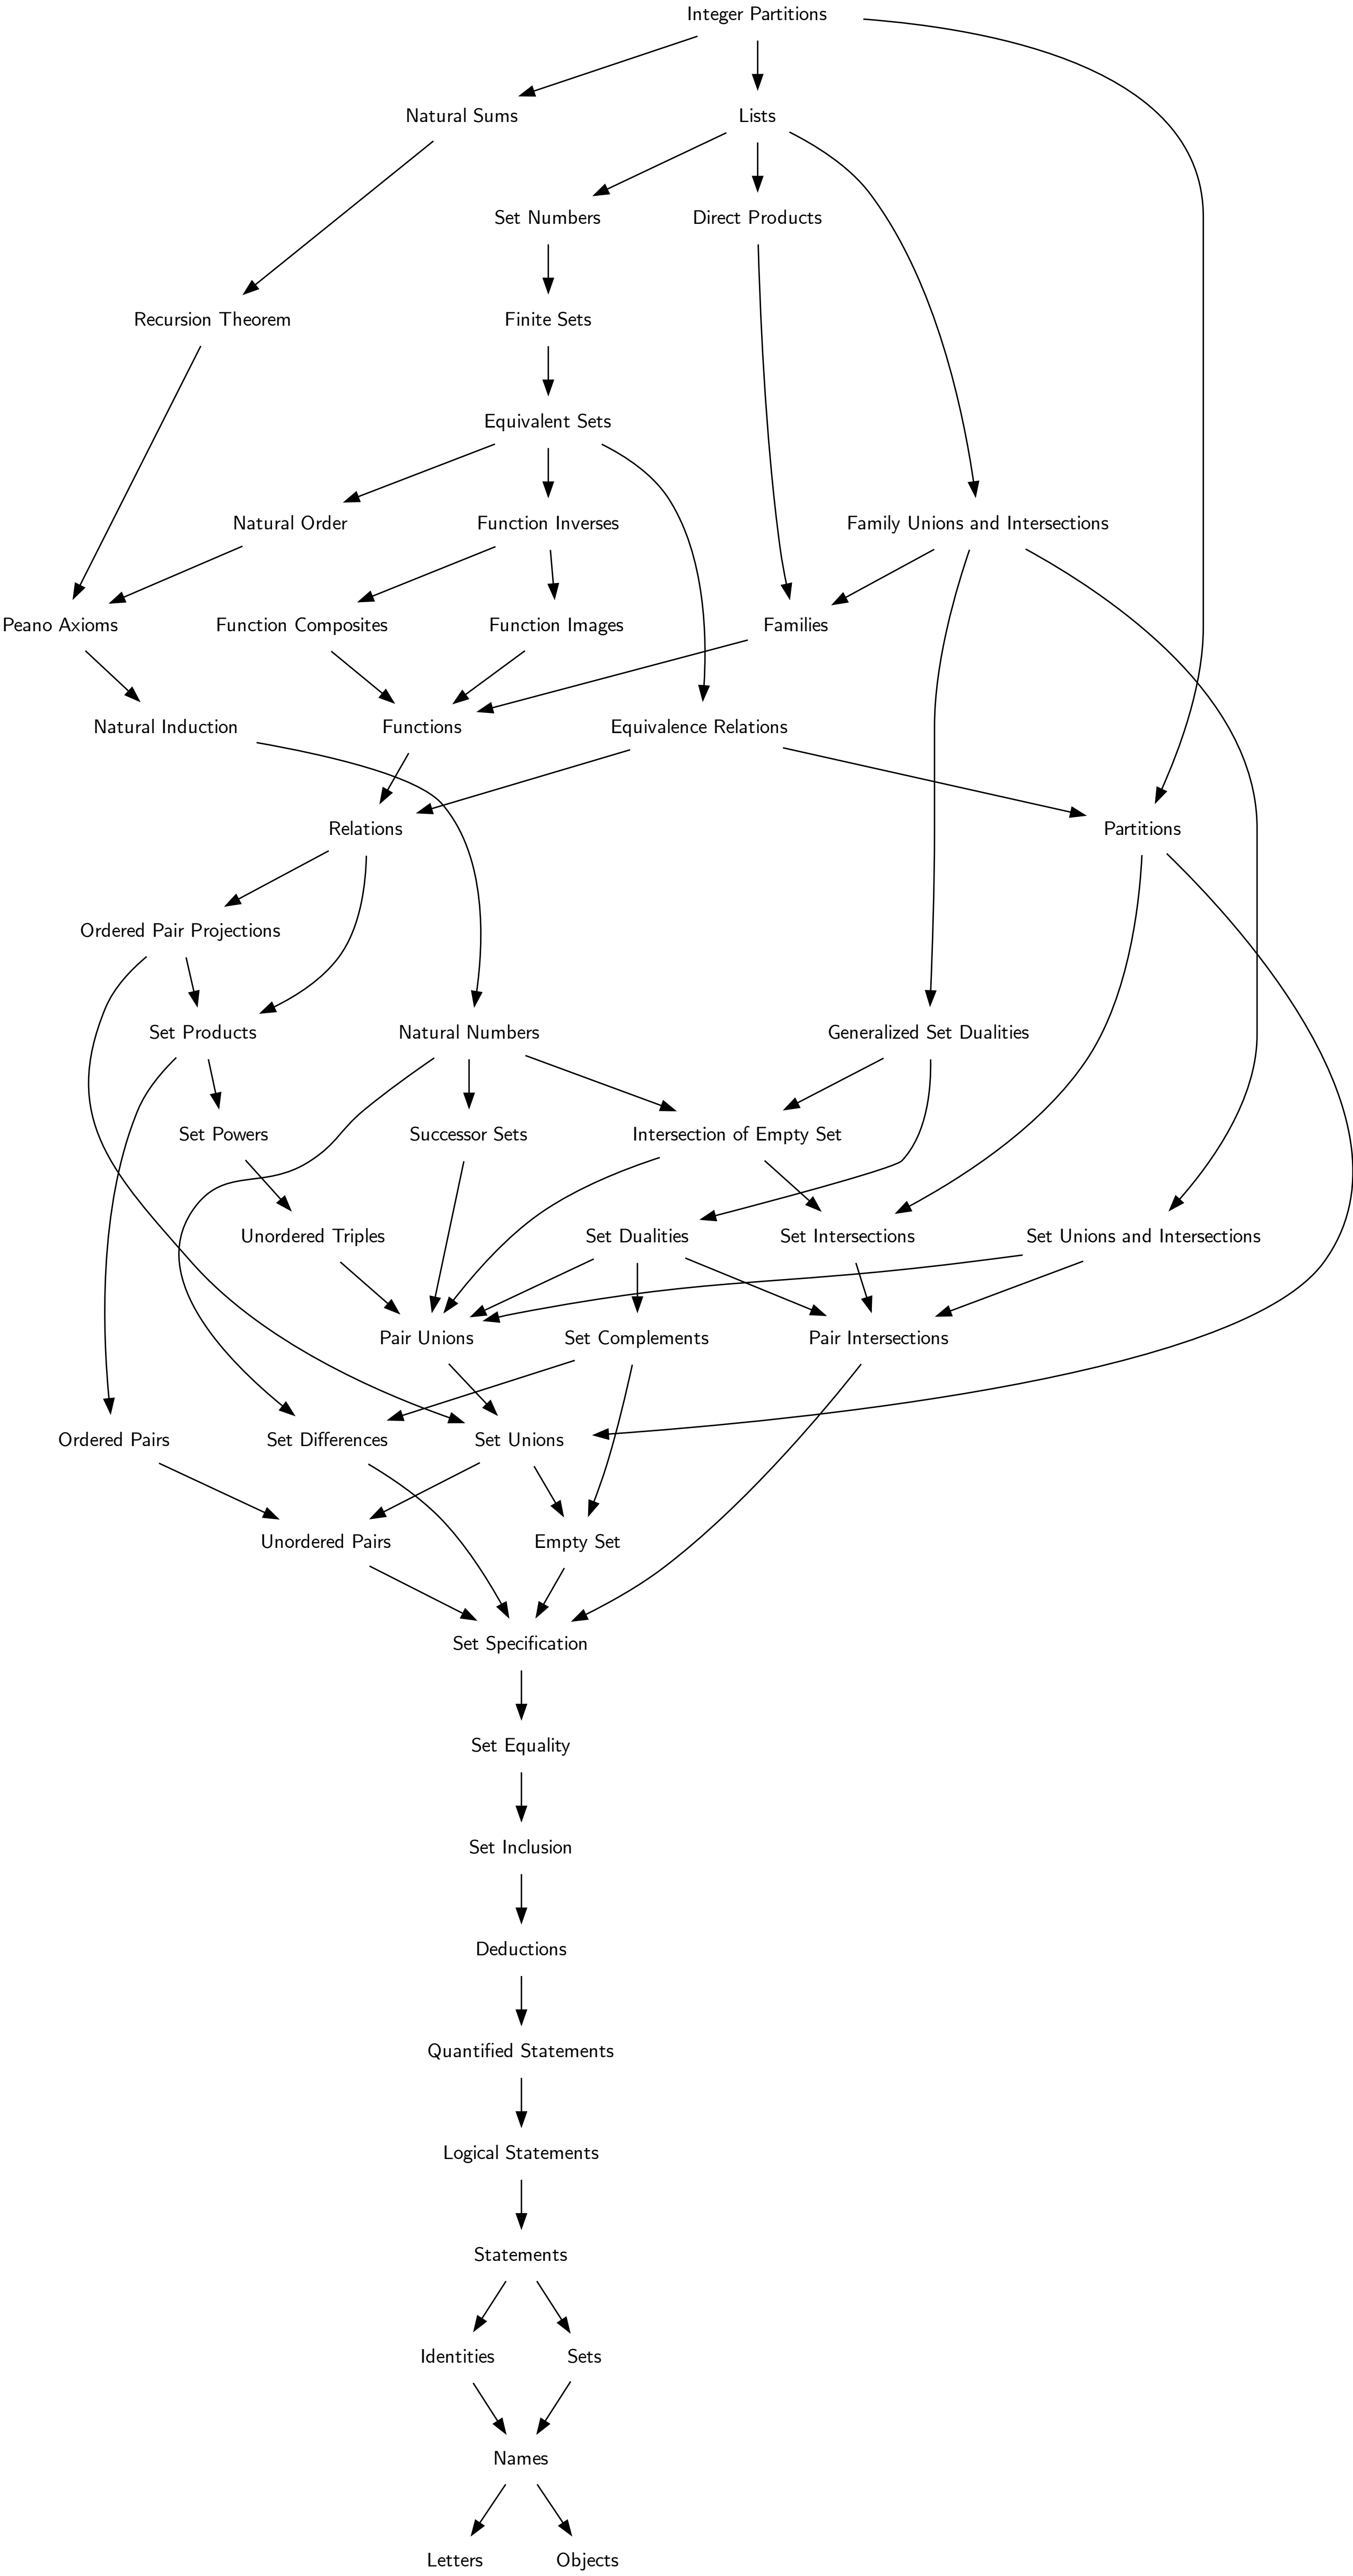 Integer Partitions
Natural Sums
Lists
Set Numbers
Direct Products
Recursion Theorem
Finite Sets
Equivalent Sets
Natural Order
Function Inverses
Family Unions and Intersections
Peano Axioms
Function Composites
Function Images
Families
Natural Induction
Functions
Equivalence Relations
Relations
Partitions
Ordered Pair Projections
Set Products
Natural Numbers
Generalized Set Dualities
Set Powers
Successor Sets
Intersection of Empty Set
Unordered Triples
Set Dualities
Set Intersections
Set Unions and Intersections
Pair Unions
Set Complements
Pair Intersections
Ordered Pairs
Set Differences
Set Unions
Unordered Pairs
Empty Set
Set Specification
Set Equality
Set Inclusion
Deductions
Quantified Statements
Logical Statements
Statements
Identities
Sets
Names
Letters
Objects